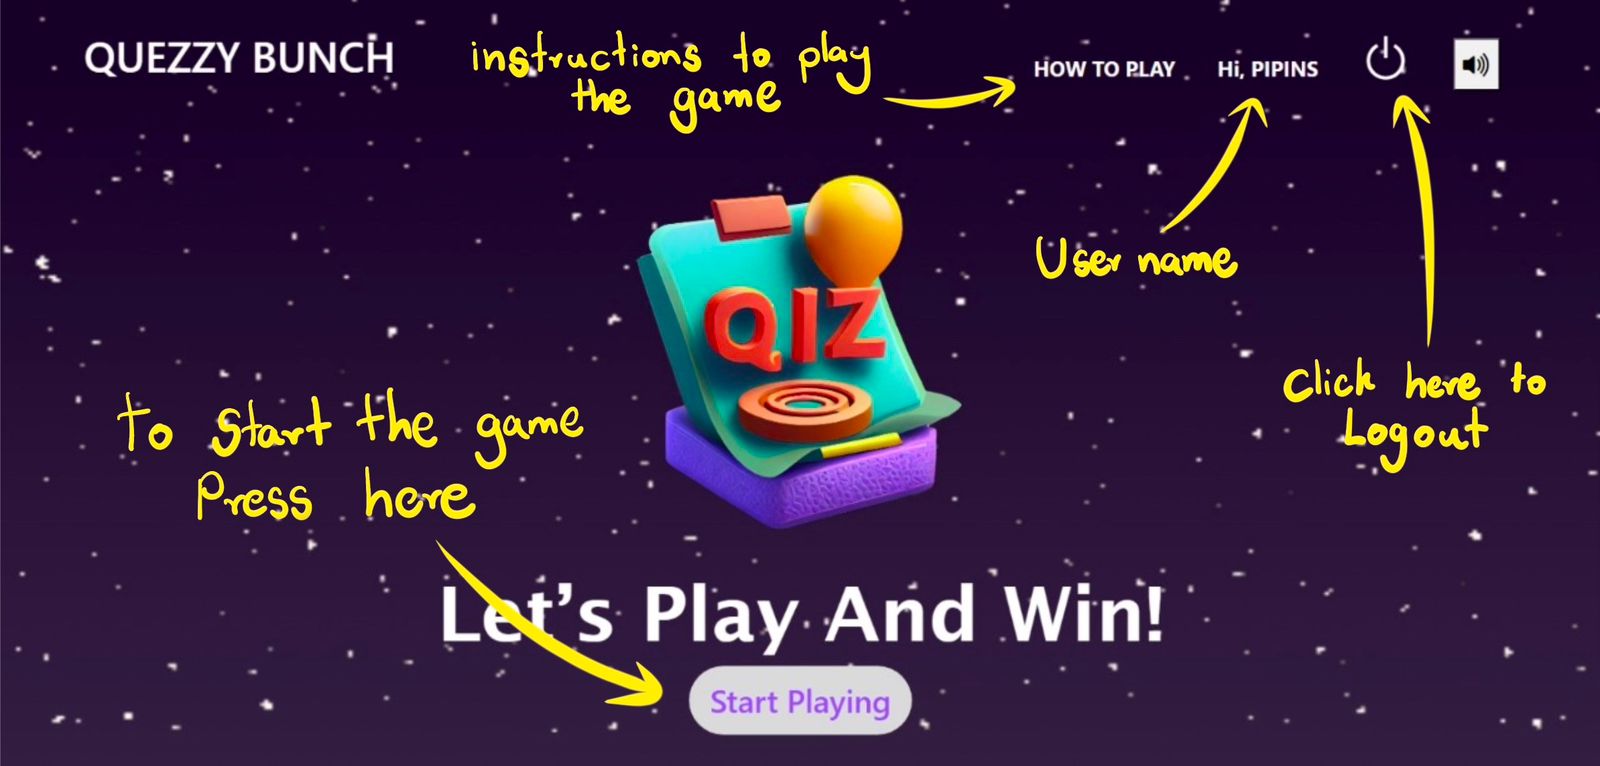 QUEZZY BUNCH
instructions to play
the game
HOW TO PLAY
Hi, PIPINS
User name
Click here to
Logout
QIZ
To start the game
Press here
Let's Play And Win!
Start Playing